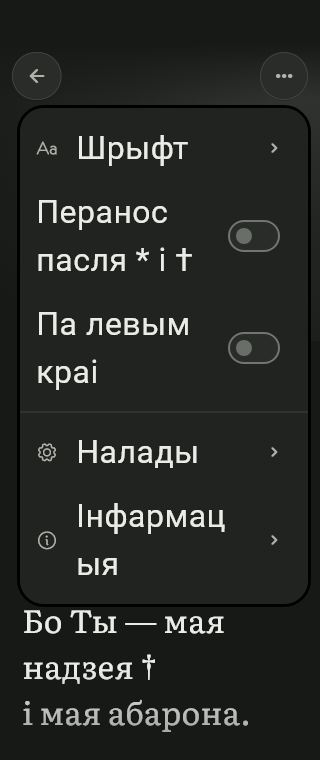 Aa Шрыфт
Перанос
пасля * і †
Па левым
краі
Налады
Інфармац
ыя
Бо Ты — мая
надзея †
і мая абарона.